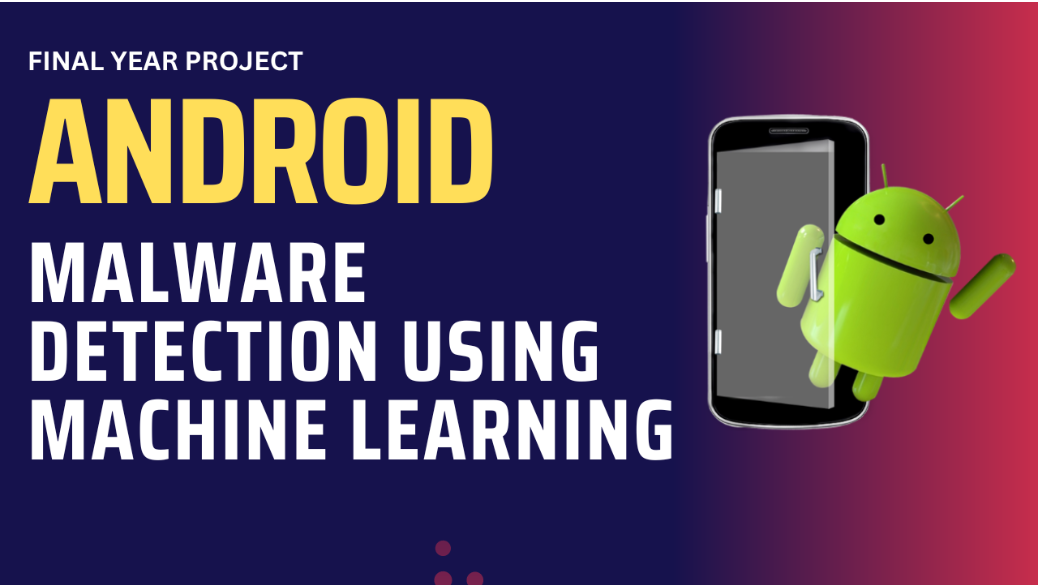 FINAL YEAR PROJECT
ANDROID
MALWARE
DETECTION USING
MACHINE LEARNING